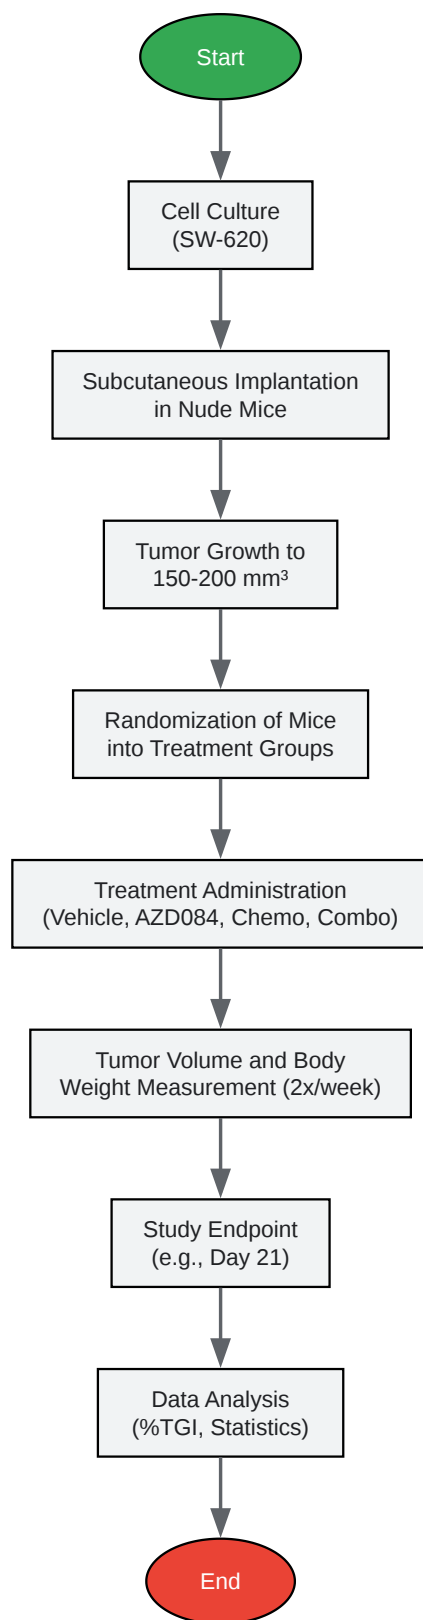 Start
Cell Culture
(SW-620)
Subcutaneous Implantation
in Nude Mice
Tumor Growth to
150-200 mm³
Randomization of Mice
into Treatment Groups
Treatment Administration
(Vehicle, AZD084, Chemo, Combo)
Tumor Volume and Body
Weight Measurement (2x/week)
Study Endpoint
(e.g., Day 21)
Data Analysis
(%TGI, Statistics)
End